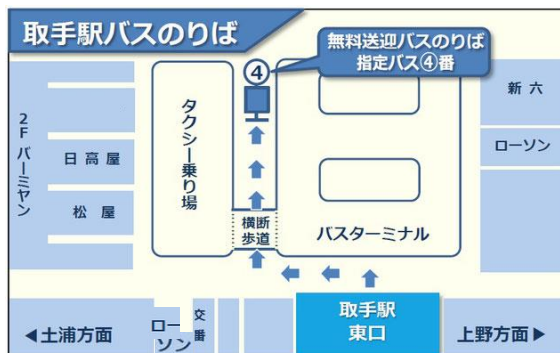 取手駅バスのりば
無料送迎バスのりば
指定バス④番
④
新六
ローソン
2Fバーミヤン
日高屋
松屋
タクシー乗り場
横断
歩道
バスターミナル
取手駅
東口
◀土浦方面
ローソン
交番
上野方面▶